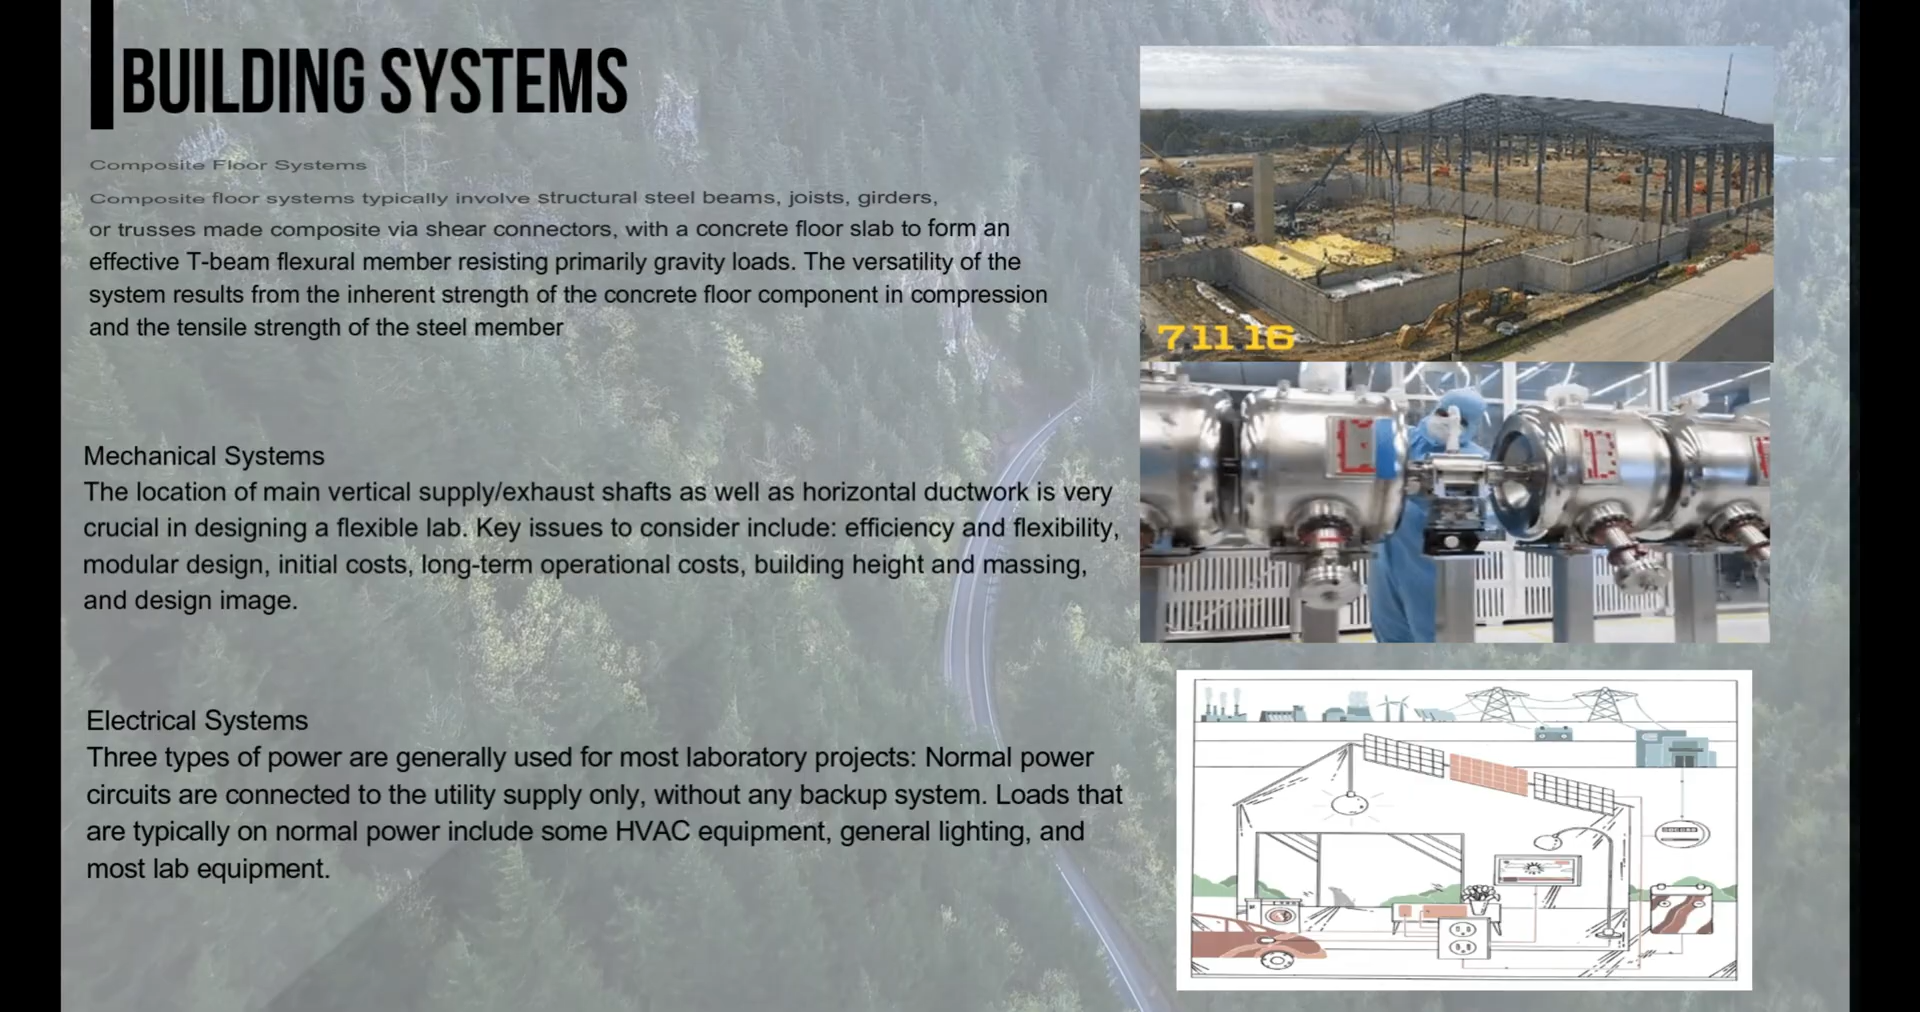 BUILDING SYSTEMS
Composite Floor Systems
Composite floor systems typically involve structural steel beams, joists, girders,
or trusses made composite via shear connectors, with a concrete floor slab to form an
effective T-beam flexural member resisting primarily gravity loads. The versatility of the
system results from the inherent strength of the concrete floor component in compression
and the tensile strength of the steel member
7 11 16
Mechanical Systems
The location of main vertical supply/exhaust shafts as well as horizontal ductwork is very
crucial in designing a flexible lab. Key issues to consider include: efficiency and flexibility,
modular design, initial costs, long-term operational costs, building height and massing,
and design image.
Electrical Systems
Three types of power are generally used for most laboratory projects: Normal power
circuits are connected to the utility supply only, without any backup system. Loads that
are typically on normal power include some HVAC equipment, general lighting, and
most lab equipment.